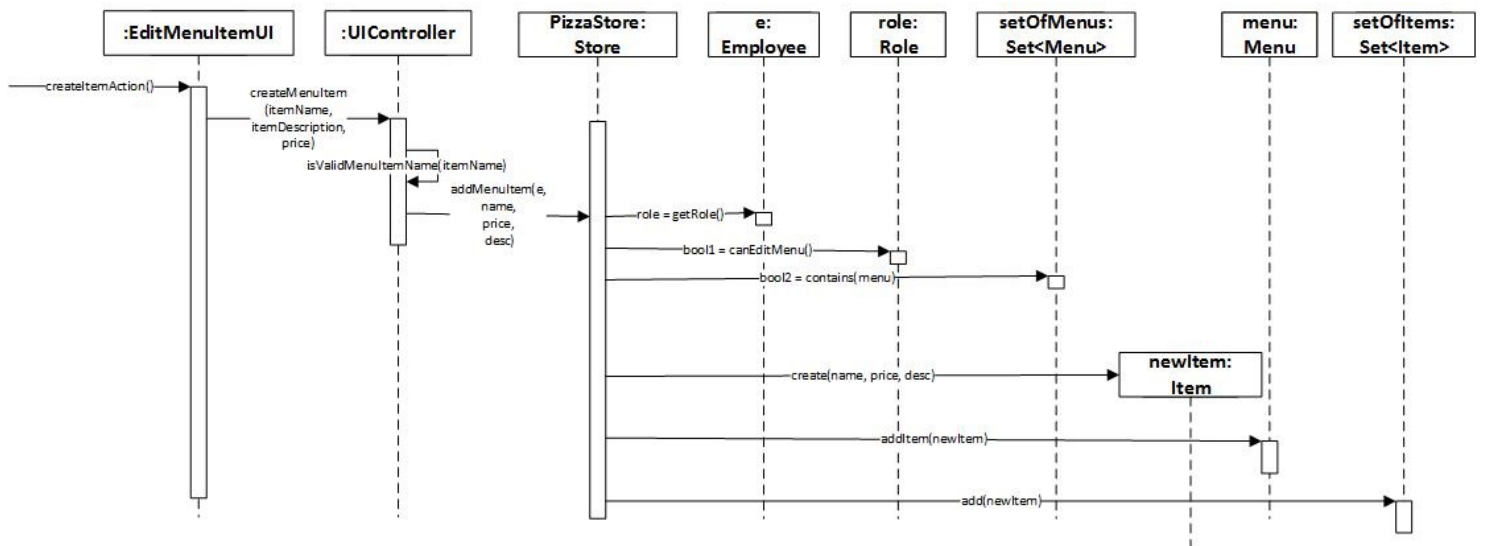 :EditMenuItemUI
:UIController
PizzaStore:
Store
e:
Employee
role:
Role
setOfMenus:
Set<Menu>
menu:
Menu
setOfItems:
Set<Item>
createItemAction()
createMenuItem
(itemName,
itemDescription,
price)
isValidMenuItemName(itemName)
addMenuItem(e,
name,
price,
desc)
role = getRole()
bool1 = canEditMenu()
bool2 = contains(menu)
newItem:
Item
create(name, price, desc)
addItem(newItem)
add(newItem)